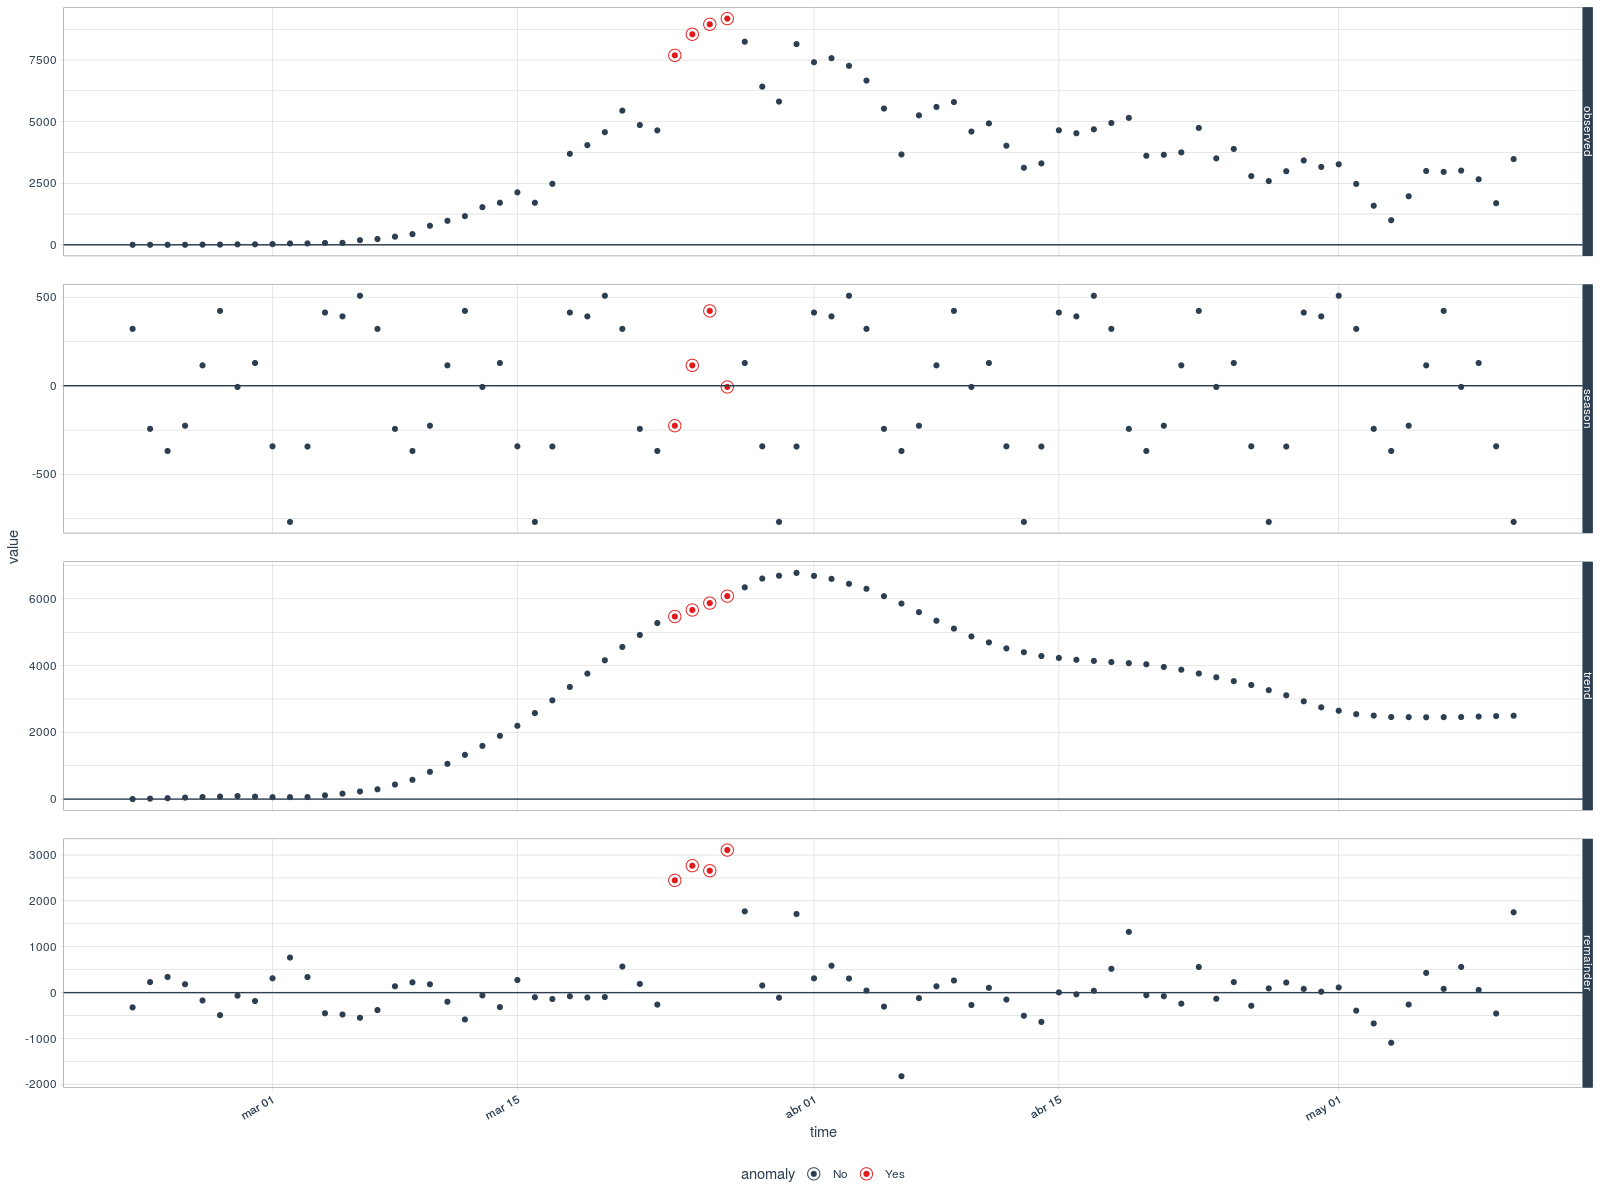 7500
5000
2500
0
observed
500
0
-500
season
value
6000
4000
2000
0
trend
3000
2000
1000
0
-1000
-2000
remainder
mar 01
mar 15
abr 01
abr 15
may 01
time
anomaly No Yes